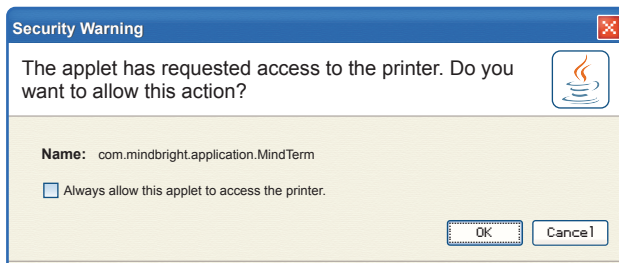 Security Warning
The applet has requested access to the printer. Do you
want to allow this action?
Name: com.mindbright.application.MindTerm
Always allow this applet to access the printer.
OK Cancel